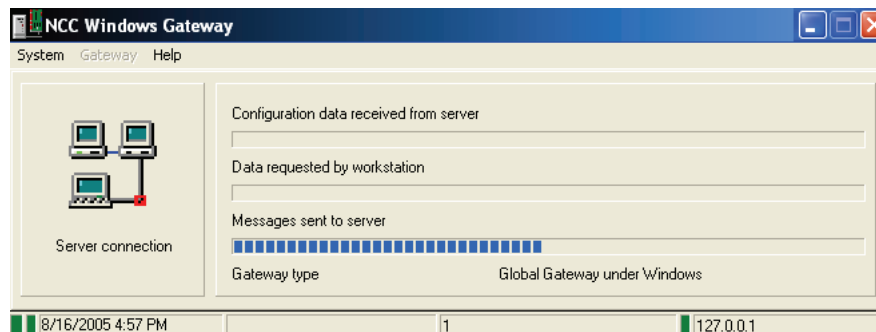 NCC Windows Gateway
System Gateway Help
Configuration data received from server
Data requested by workstation
Messages sent to server
Server connection
Gateway type Global Gateway under Windows
8/16/2005 4:57 PM 1 127.0.0.1